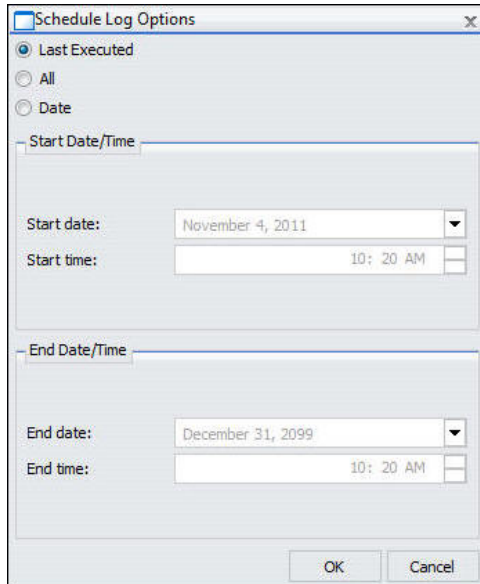 Schedule Log Options
Last Executed
All
Date
Start Date/Time
Start date: November 4, 2011
Start time: 10: 20 AM
End Date/Time
End date: December 31, 2099
End time: 10: 20 AM
OK Cancel